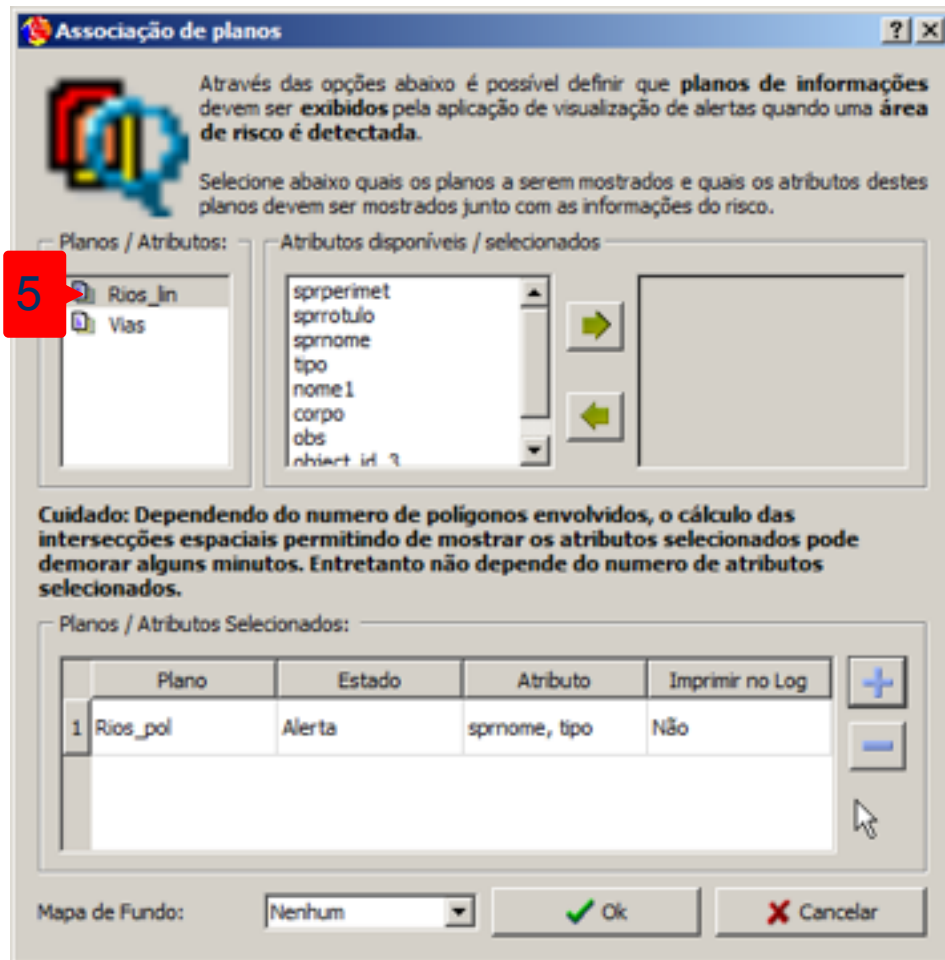 Associação de planos
Através das opções abaixo é possível definir que planos de informações
devem ser exibidos pela aplicação de visualização de alertas quando uma área
de risco é detectada.
Selecione abaixo quais os planos a serem mostrados e quais os atributos destes
planos devem ser mostrados junto com as informações do risco.
Planos / Atributos:
Atributos disponíveis / selecionados
5
Rios_lin
Vias
sprperimet
sprrotulo
sprnome
tipo
nome1
corpo
obs
object_id_3
Cuidado: Dependendo do numero de polígonos envolvidos, o cálculo das
intersecções espaciais permitindo de mostrar os atributos selecionados pode
demorar alguns minutos. Entretanto não depende do numero de atributos
selecionados.
Planos / Atributos Selecionados:
Plano Estado Atributo Imprimir no Log
1 Rios_pol Alerta sprnome, tipo Não
Mapa de Fundo: Nenhum Ok Cancelar